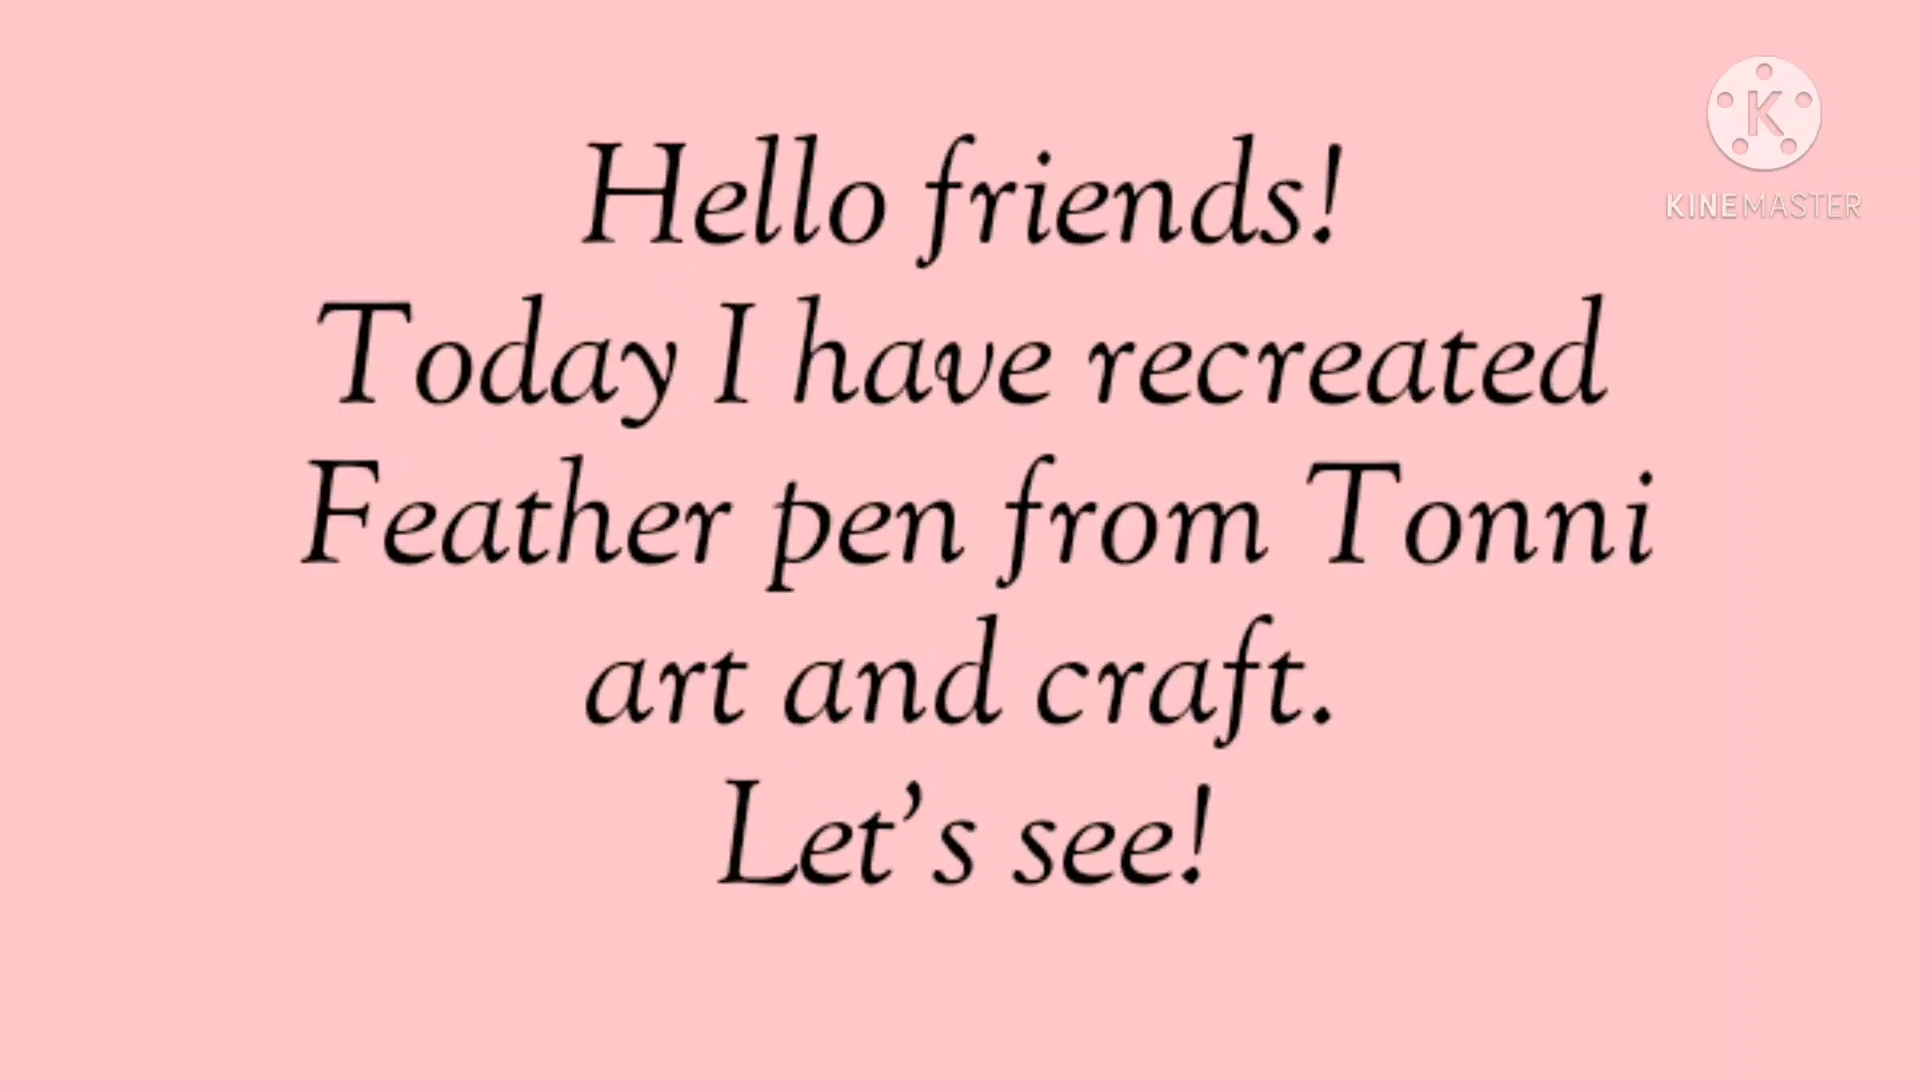 Hello friends!
Today I have recreated
Feather pen from Tonni
art and craft.
Let's see!
K
KINEMASTER